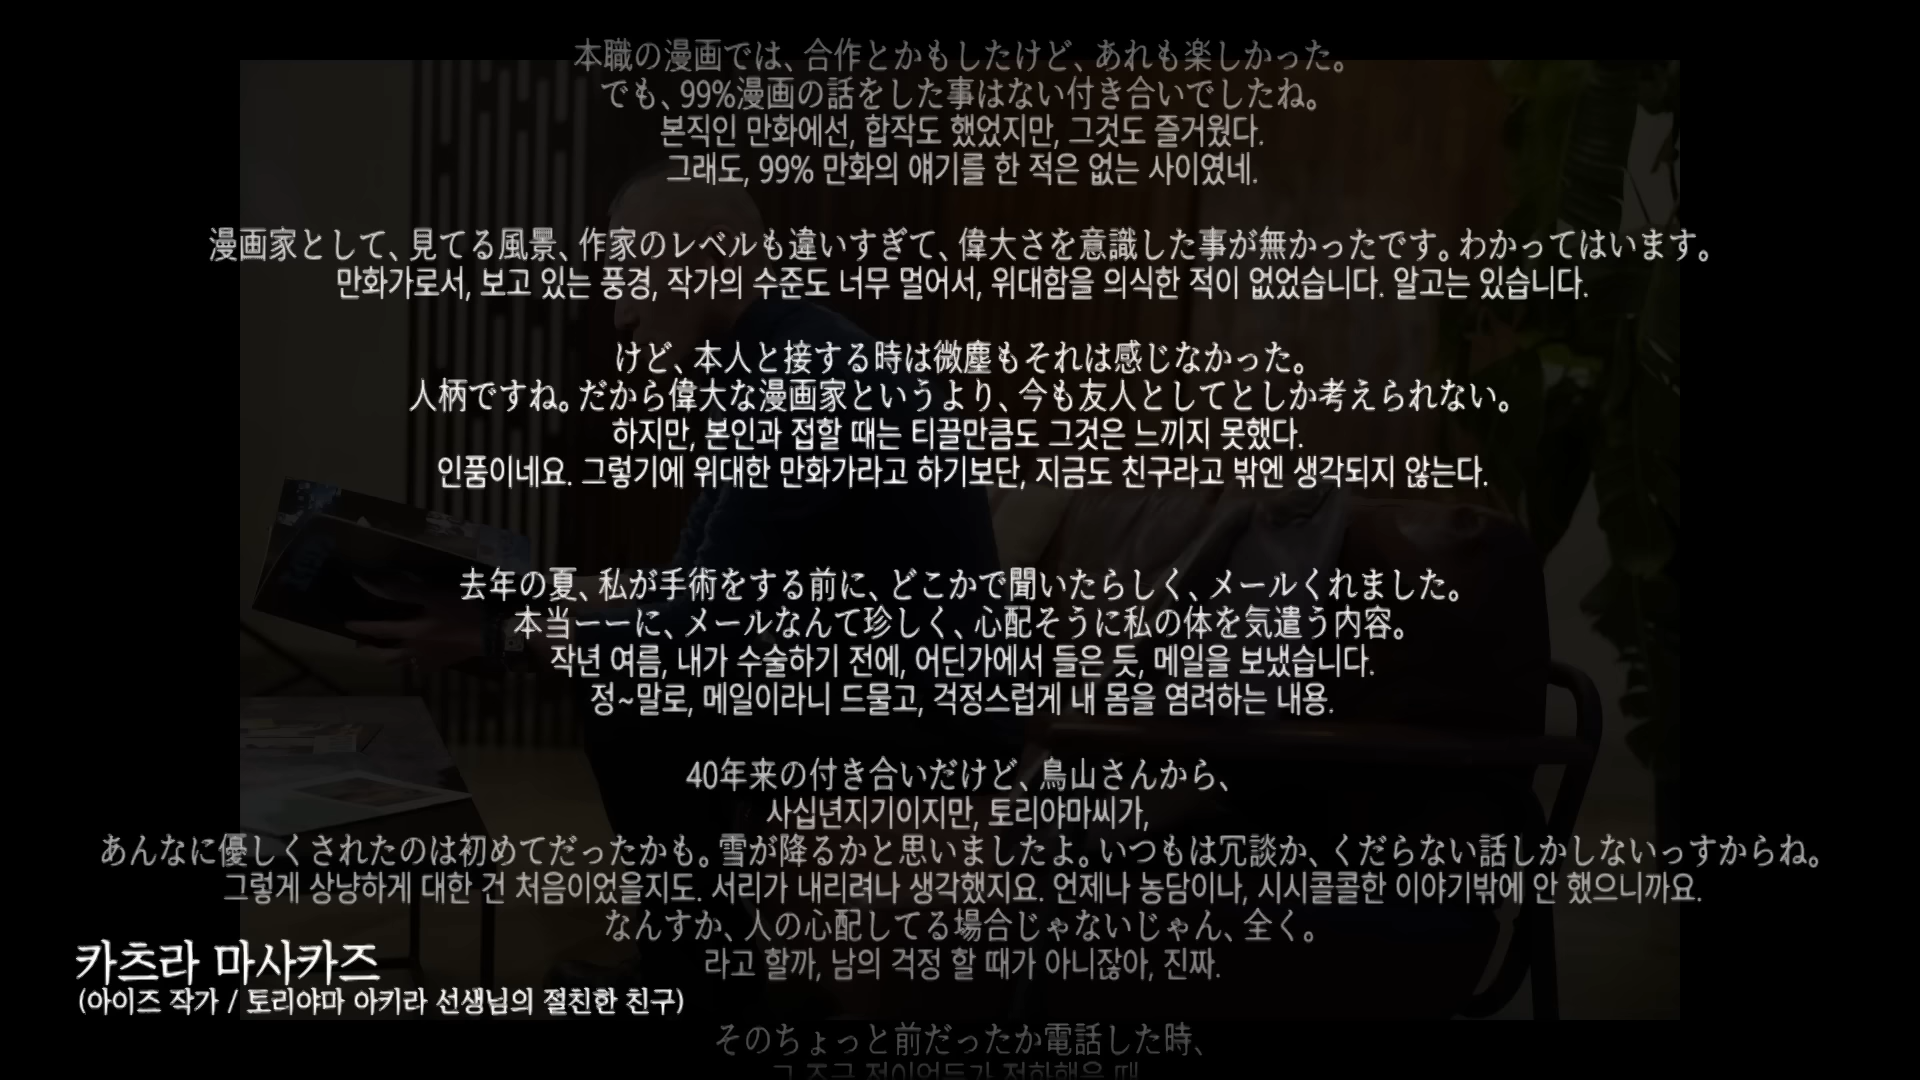 本職の漫画では、合作とかもしたけど、あれも楽しかった。
でも、99%漫画の話をした事はない付き合いでしたね。
본직인 만화에선, 합작도 했었지만, 그것도 즐거웠다.
그래도, 99% 만화의 얘기를 한 적은 없는 사이였네.
漫画家として、見てる風景、作家のレベルも違いすぎて、偉大さを意識した事が無かったです。わかってはいます。
만화가로서, 보고 있는 풍경, 작가의 수준도 너무 멀어서, 위대함을 의식한 적이 없었습니다. 알고는 있습니다.
けど、本人と接する時は微塵もそれは感じなかった。
人柄ですね。だから偉大な漫画家というより、今も友人としてとしか考えられない。
하지만, 본인과 접할 때는 티끌만큼도 그것은 느끼지 못했다.
인품이네요. 그렇기에 위대한 만화가라고 하기보단, 지금도 친구라고 밖엔 생각되지 않는다.
去年の夏、私が手術をする前に、どこかで聞いたらしく、メールくれました。
本当ーーに、メールなんて珍しく、心配そうに私の体を気遣う内容。
작년 여름, 내가 수술하기 전에, 어딘가에서 들은 듯, 메일을 보냈습니다.
정~말로, 메일이라니 드물고, 걱정스럽게 내 몸을 염려하는 내용.
40年来の付き合いだけど、鳥山さんから、
사십년지기이지만, 토리야마씨가,
あんなに優しくされたのは初めてだったかも。雪が降るかと思いましたよ。いつもは冗談か、くだらない話しかしないっすからね。
그렇게 상냥하게 대한 건 처음이었을지도. 서리가 내리려나 생각했지요. 언제나 농담이나, 시시콜콜한 이야기밖에 안 했으니까요.
なんすか、人の心配してる場合じゃないじゃん、全く。
라고 할까, 남의 걱정 할 때가 아니잖아, 진짜.
카츠라 마사카즈
(아이즈 작가 / 토리야마 아키라 선생님의 절친한 친구)
そのちょっと前だったか電話した時、